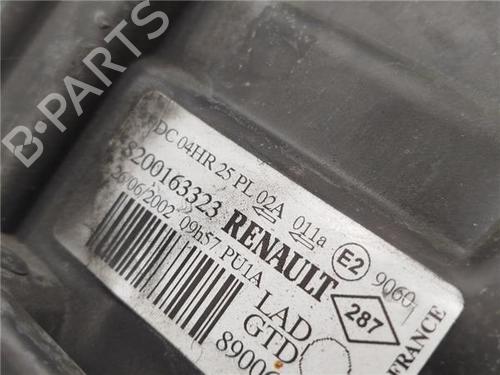 B-PARTS
DC 04HR 25 PL 02A 011a E2 9060
8200163323 RENAULT 287
26/06/2002 09h57 PU1A LAD
GTD FRANCE